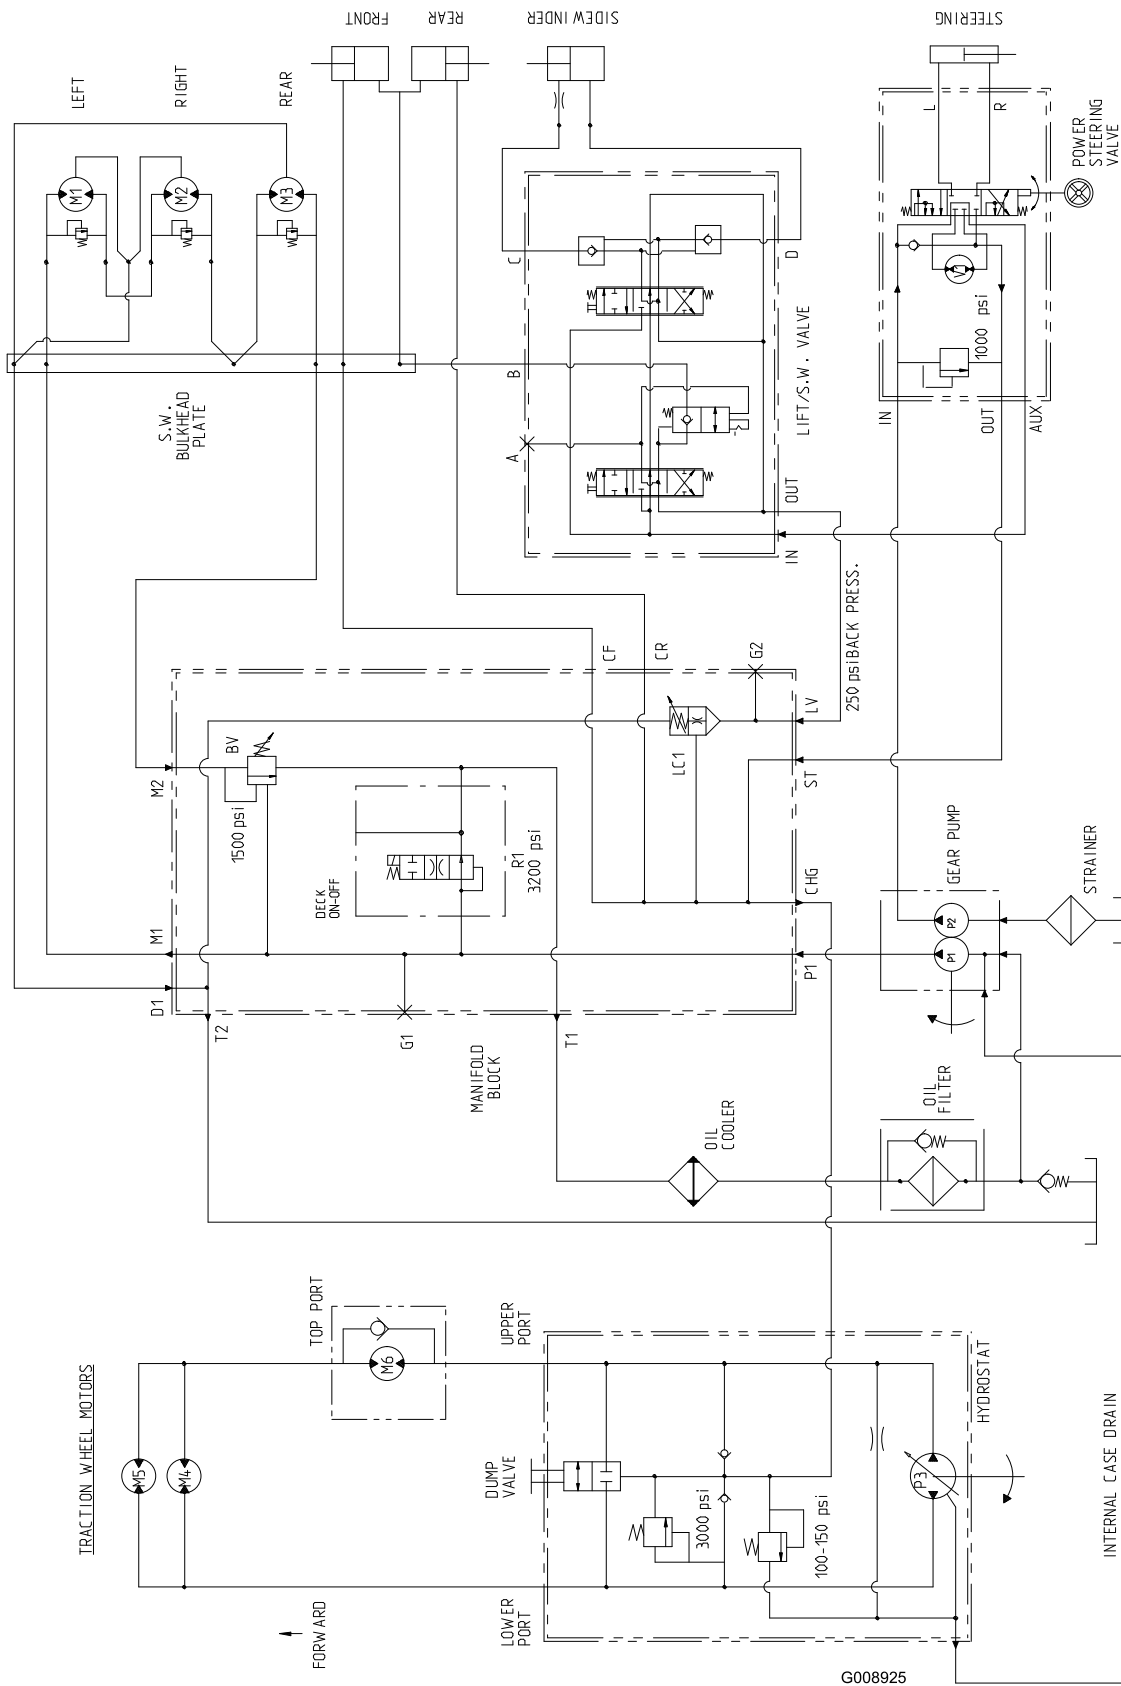 FRONT
REAR
SIDEWINDER
STEERING
LEFT
RIGHT
REAR
M1
M2
M3
L
R
POWER
STEERING
VALVE
C
D
V1
1000 psi
LIFT/S.W. VALVE
B
A
S.W.
BULKHEAD
PLATE
IN
OUT
AUX
OUT
IN
250 psi BACK PRESS.
CF
CR
G2
LV
LC1
ST
M2
BV
1500 psi
DECK
ON-OFF
R1
3200 psi
CHG
GEAR PUMP
STRAINER
P2
P1
M1
P1
D1
T2
G1
T1
MANIFOLD
BLOCK
OIL
COOLER
OIL
FILTER
TRACTION WHEEL MOTORS
TOP PORT
M6
M5
M4
UPPER
PORT
DUMP
VALVE
HYDROSTAT
P3
3000 psi
100-150 psi
LOWER
PORT
FORWARD
INTERNAL CASE DRAIN
G008925